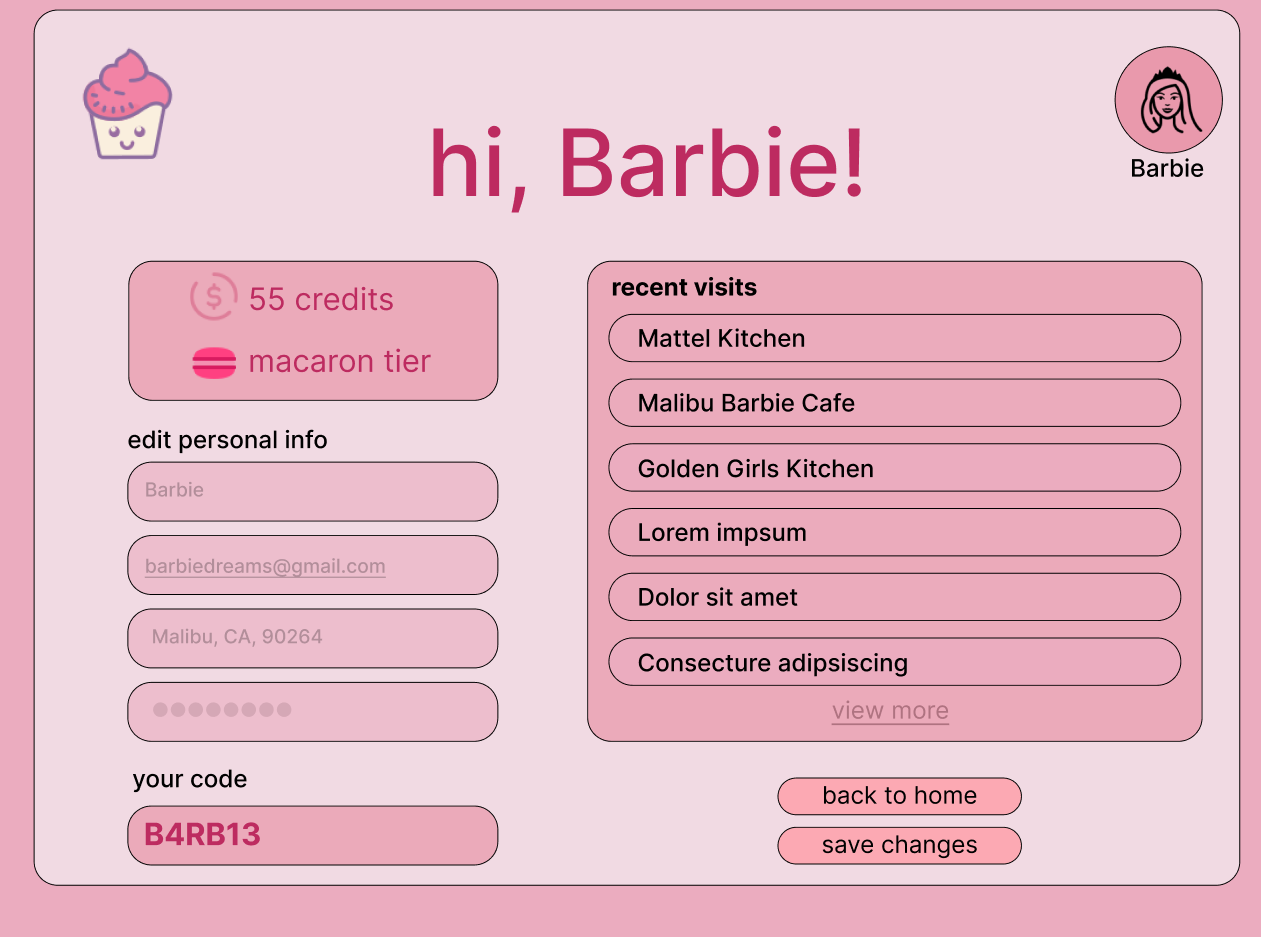 hi, Barbie!
Barbie
$
55 credits
macaron tier
edit personal info
Barbie
barbiedreams@gmail.com
Malibu, CA, 90264
●●●●●●●●
your code
B4RB13
recent visits
Mattel Kitchen
Malibu Barbie Cafe
Golden Girls Kitchen
Lorem impsum
Dolor sit amet
Consecture adipsiscing
view more
back to home
save changes